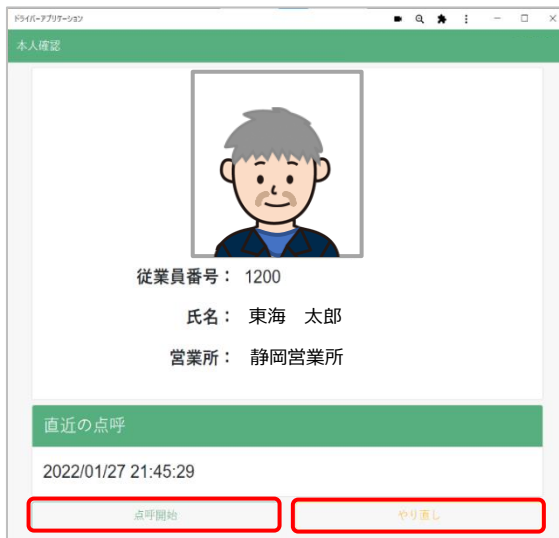 ドライバーアプリケーション
本人確認
従業員番号： 1200
氏名： 東海　太郎
営業所： 静岡営業所
直近の点呼
2022/01/27 21:45:29
点呼開始
やり直し